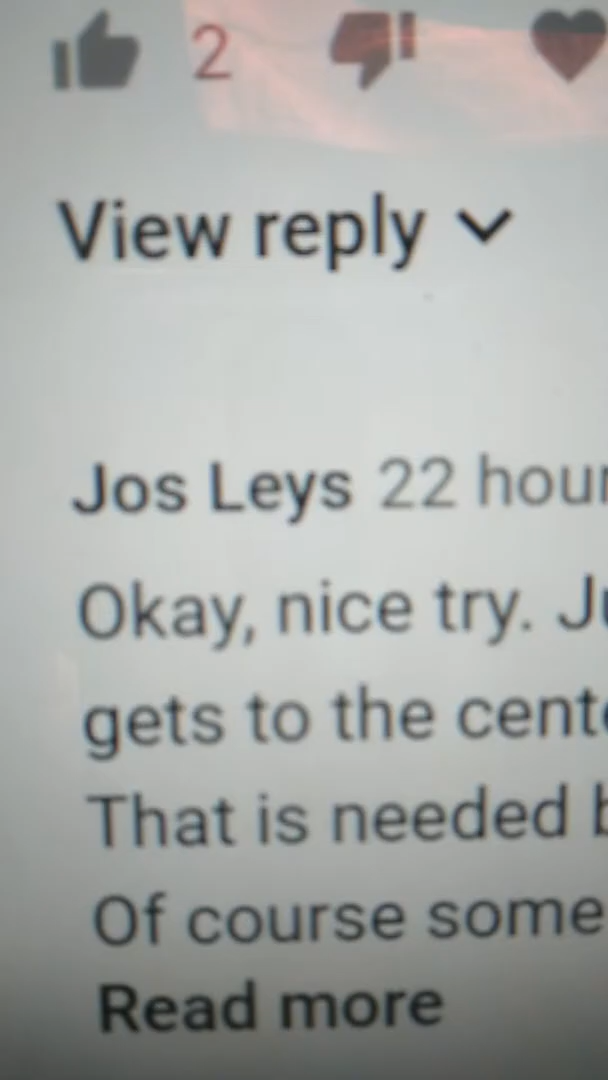 2
View reply
Jos Leys 22 hour
Okay, nice try.
gets to the
That is needed
Of course some
Read more